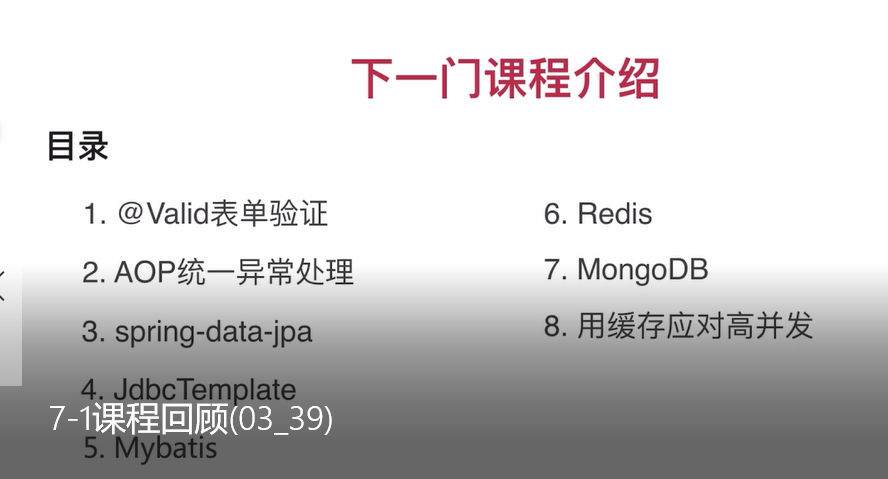 下一门课程介绍
目录
1. @Valid表单验证
2. AOP统一异常处理
3. spring-data-jpa
4. JdbcTemplate
5. Mybatis
6. Redis
7. MongoDB
8. 用缓存应对高并发
7-1课程回顾(03_39)